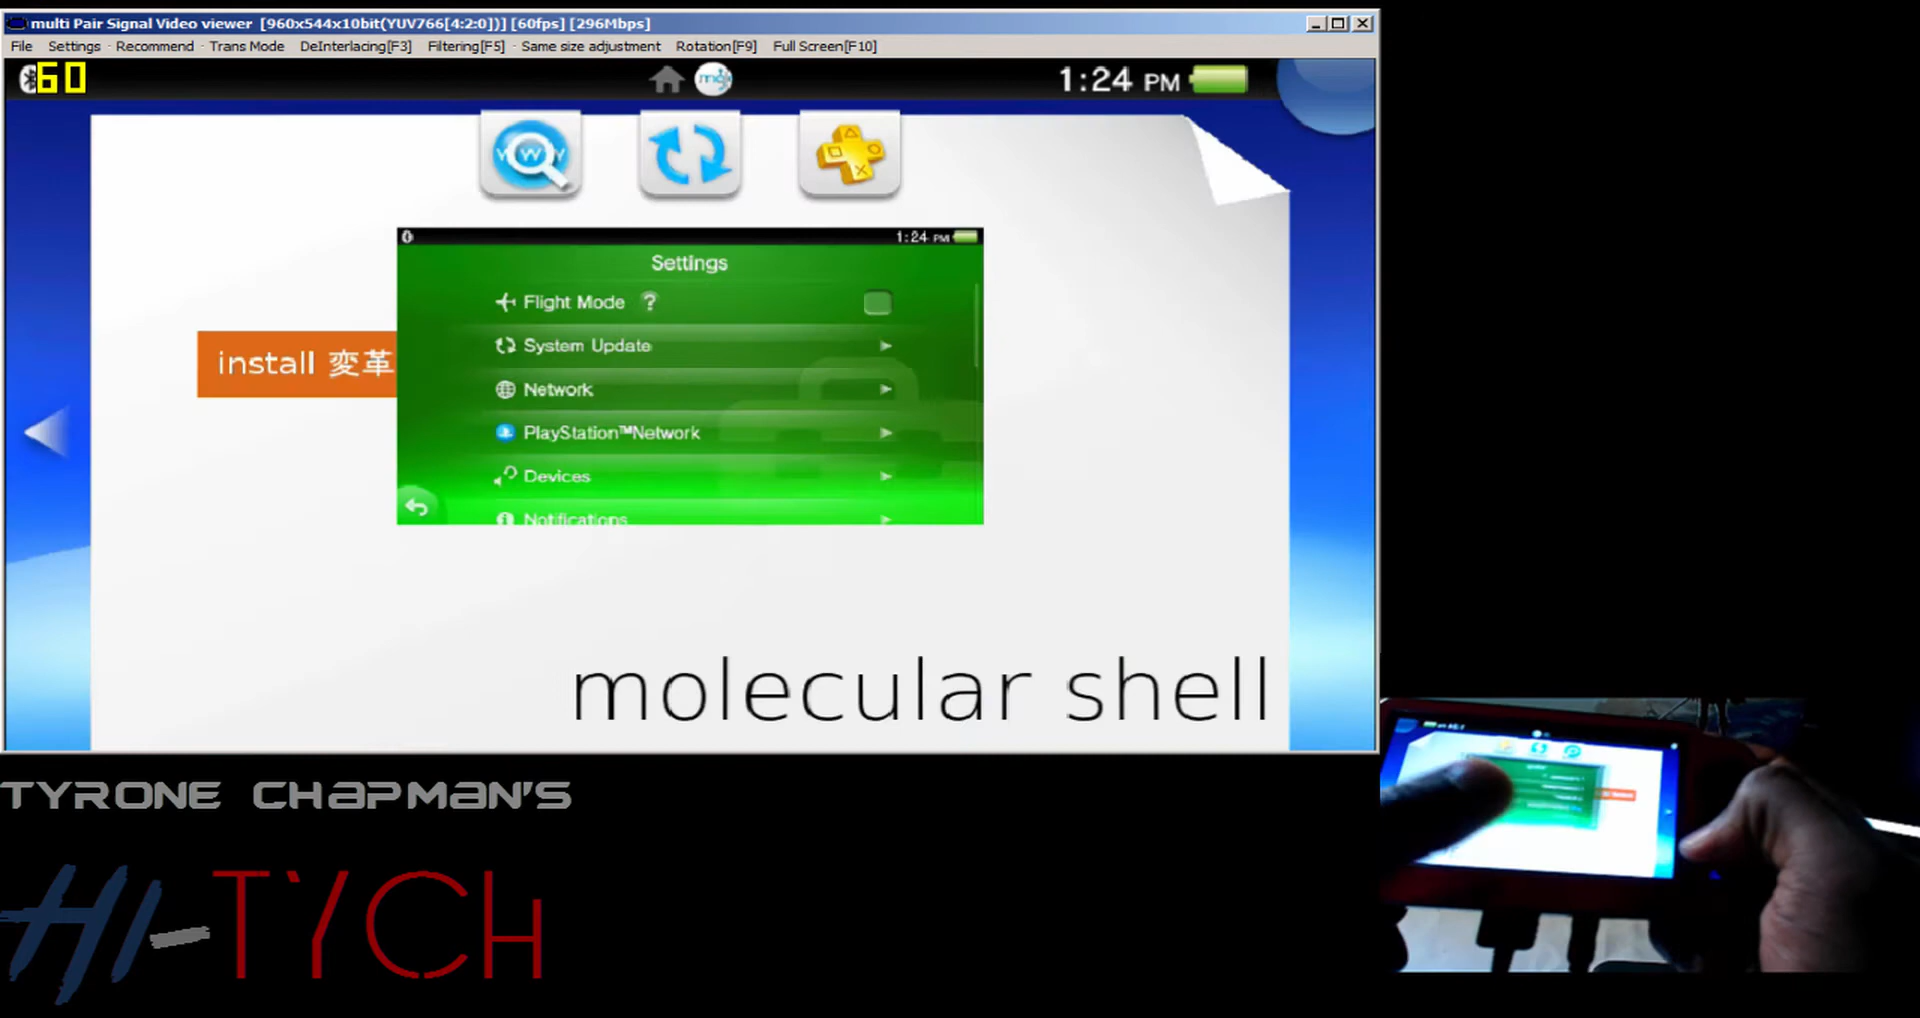 multi Pair Signal Video viewer [960x544x10bit(YUV766[4:2:0])] [60fps] [296Mbps]
File Settings Recommend Trans Mode DeInterlacing[F3] Filtering[F5] Same size adjustment Rotation[F9] Full Screen[F10]
60
1:24 PM
1:24 PM
Settings
Flight Mode ?
System Update
install 変革
Network
PlayStation™Network
Devices
Notifications
molecular shell
TYRONE CHAPMAN'S
HI-TYCH